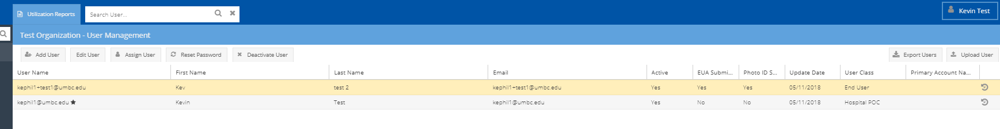 Utilization Reports Search User... Kevin Test
Test Organization - User Management
Add User Edit User Assign User Reset Password Deactivate User Export Users Upload User
User Name First Name Last Name Email Active EUA Submi... Photo ID S... Update Date User Class Primary Account Na...
kephil1+test1@umbc.edu Kev test 2 kephil1+test1@umbc.edu Yes Yes Yes 05/11/2018 End User
kephil1@umbc.edu Kevin Test kephil1@umbc.edu Yes No No 05/11/2018 Hospital POC